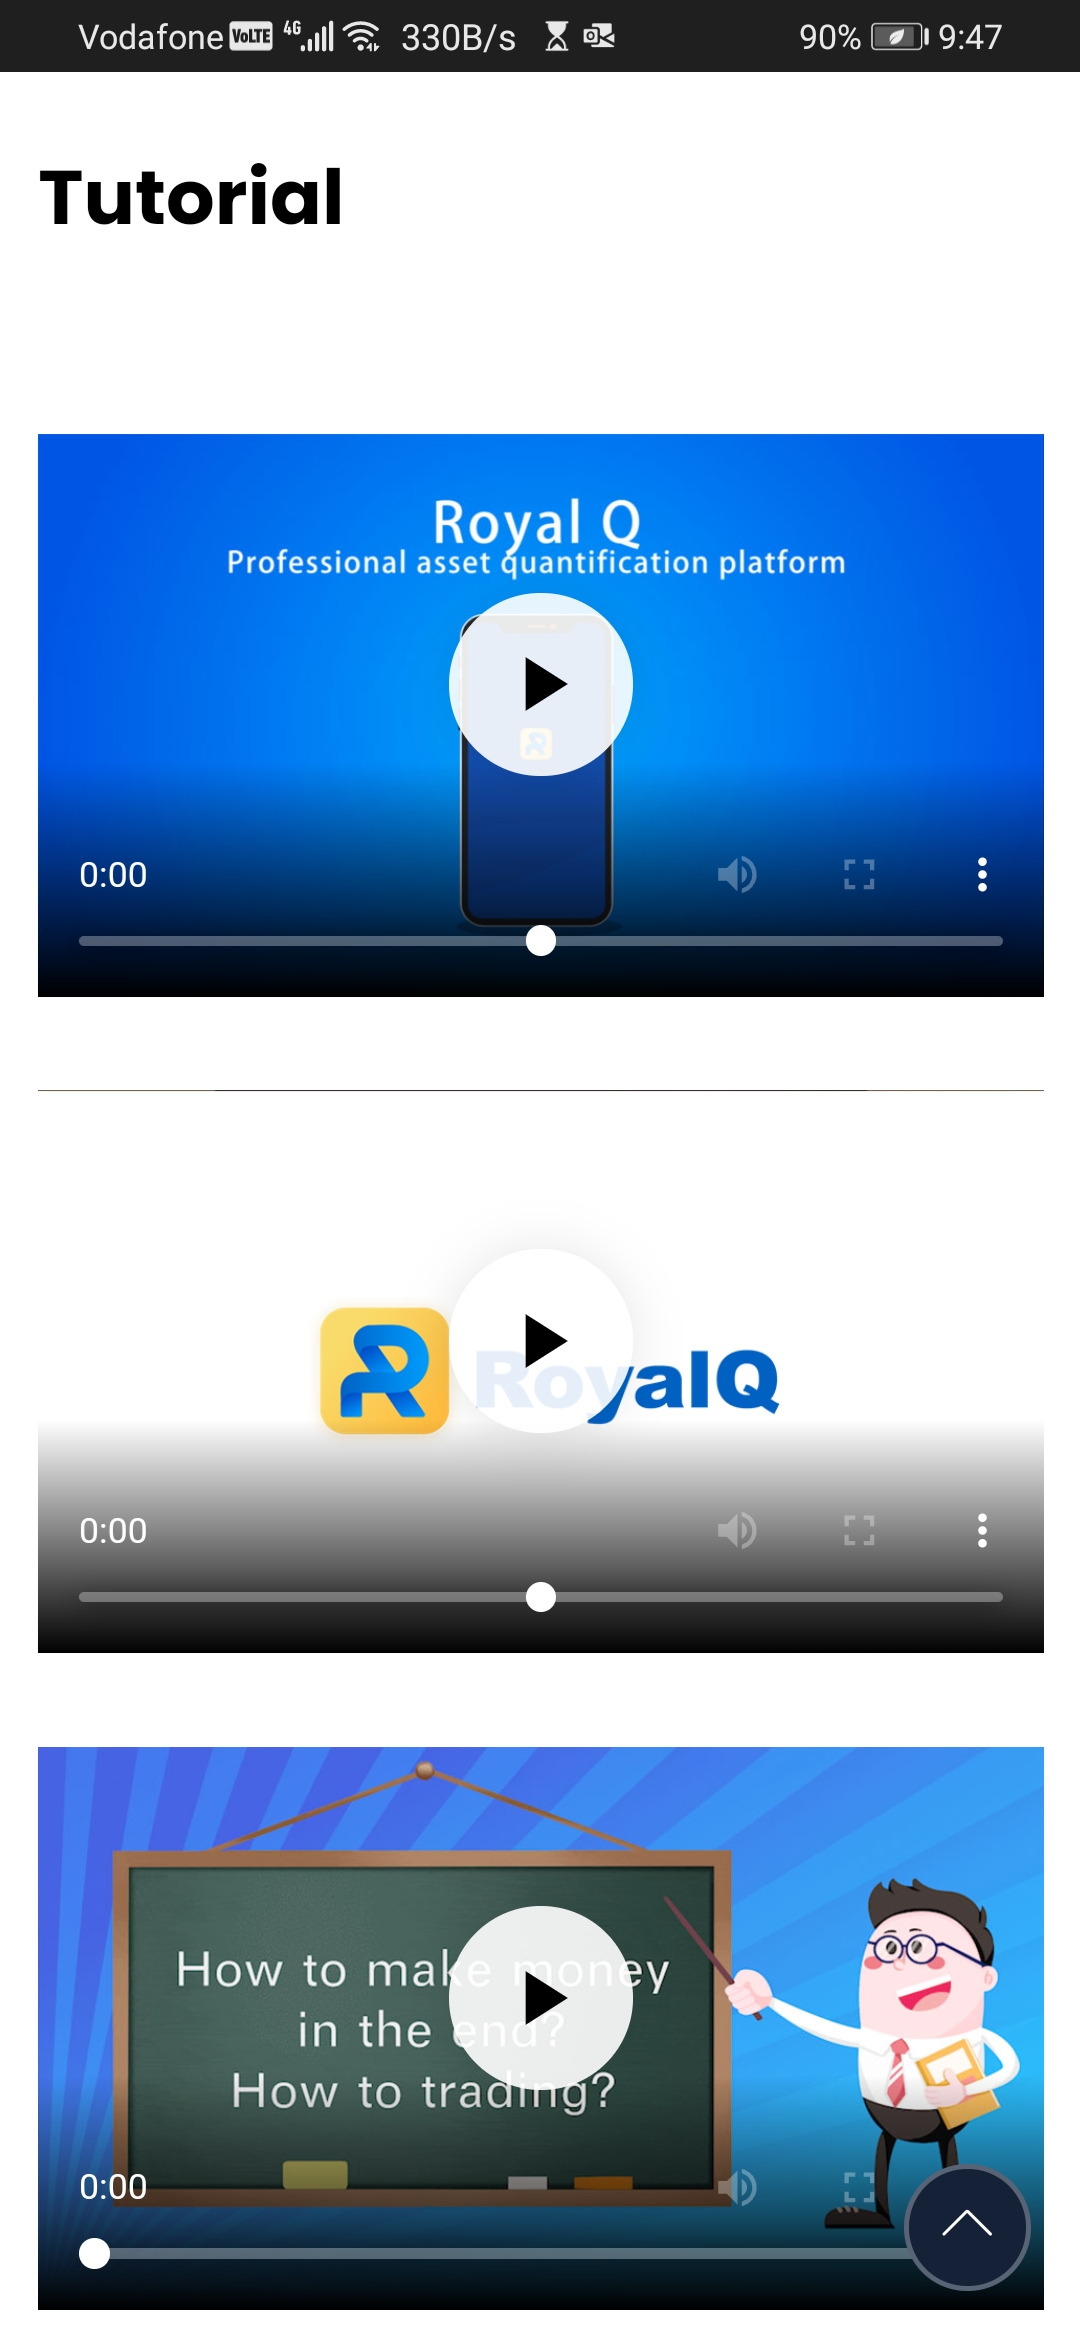 Vodafone VoLTE 4G 330B/s 90% 9:47
Tutorial
Royal Q
Professional asset quantification platform
0:00
RoyalQ
0:00
How to make money
in the end?
How to trading?
0:00